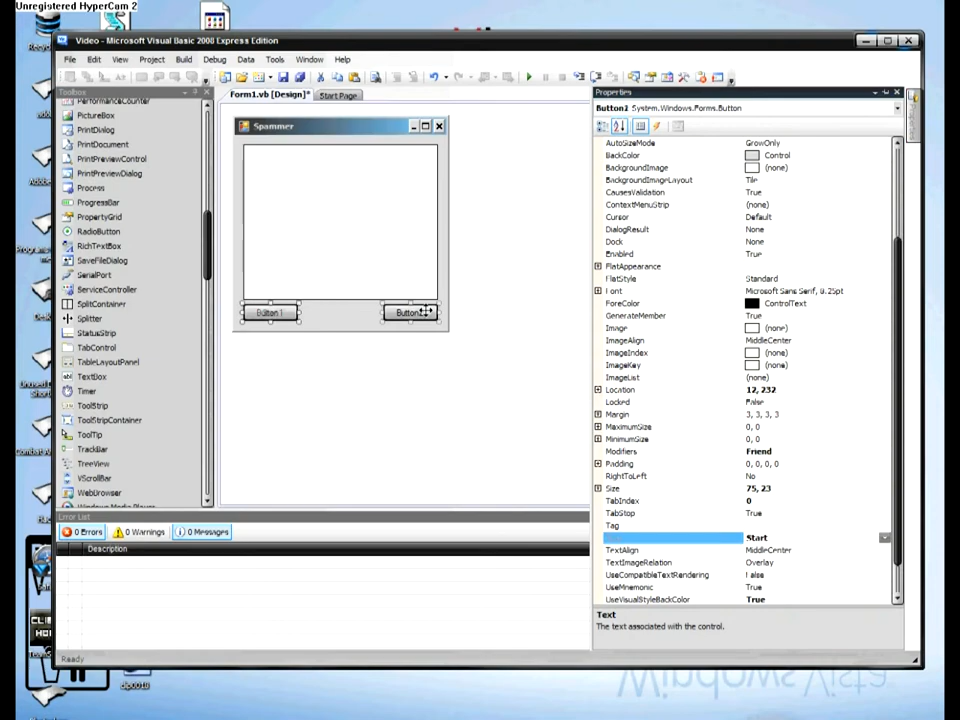 Unregistered HyperCam 2
Video - Microsoft Visual Basic 2008 Express Edition
File Edit View Project Build Debug Data Tools Window Help
Toolbox
Form1.vb [Design]* Start Page
Properties
Properties
PerformanceCounter
PictureBox
PrintDialog
PrintDocument
PrintPreviewControl
PrintPreviewDialog
Process
ProgressBar
PropertyGrid
RadioButton
RichTextBox
SaveFileDialog
SerialPort
ServiceController
SplitContainer
Splitter
StatusStrip
TabControl
TableLayoutPanel
TextBox
Timer
ToolStrip
ToolStripContainer
ToolTip
TrackBar
TreeView
VScrollBar
WebBrowser
Windows Media Player
Spammer
Button1
Button
Button1 System.Windows.Forms.Button
AutoSizeMode GrowOnly
BackColor Control
BackgroundImage (none)
BackgroundImageLayout Tile
CausesValidation True
ContextMenuStrip (none)
Cursor Default
DialogResult None
Dock None
Enabled True
FlatAppearance
FlatStyle Standard
Font Microsoft Sans Serif, 8.25pt
ForeColor ControlText
GenerateMember True
Image (none)
ImageAlign MiddleCenter
ImageIndex (none)
ImageKey (none)
ImageList (none)
Location 12, 232
Locked False
Margin 3, 3, 3, 3
MaximumSize 0, 0
MinimumSize 0, 0
Modifiers Friend
Padding 0, 0, 0, 0
RightToLeft No
Size 75, 23
TabIndex 0
TabStop True
Tag
Start
TextAlign MiddleCenter
TextImageRelation Overlay
UseCompatibleTextRendering False
UseMnemonic True
UseVisualStyleBackColor True
Text
The text associated with the control.
Error List
0 Errors 0 Warnings 0 Messages
Description
Ready
Windows Vista